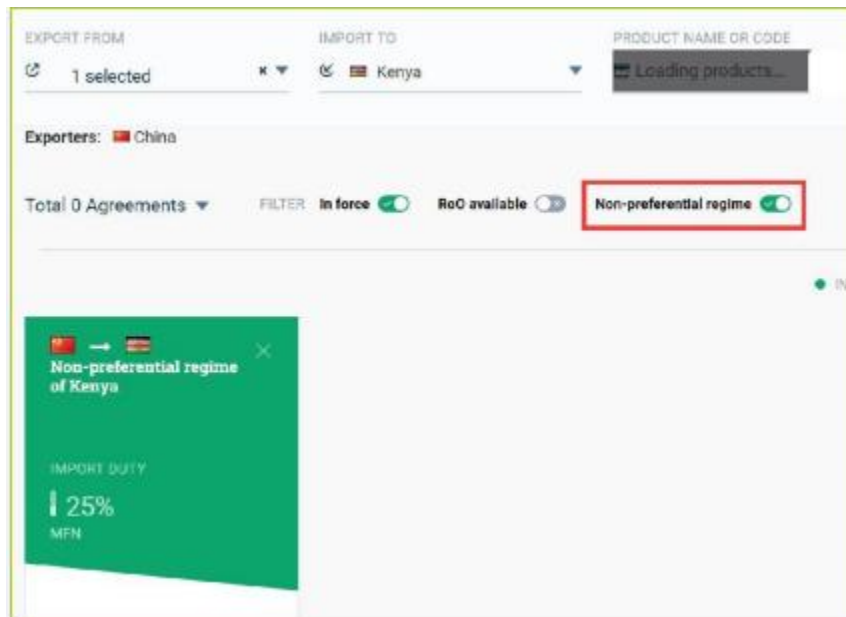 EXPORT FROM
IMPORT TO
PRODUCT NAME OR CODE
1 selected
Kenya
Loading products...
Exporters: China
Total 0 Agreements
FILTER In force RoO available Non-preferential regime
Non-preferential regime
of Kenya
IMPORT DUTY
25%
MFN